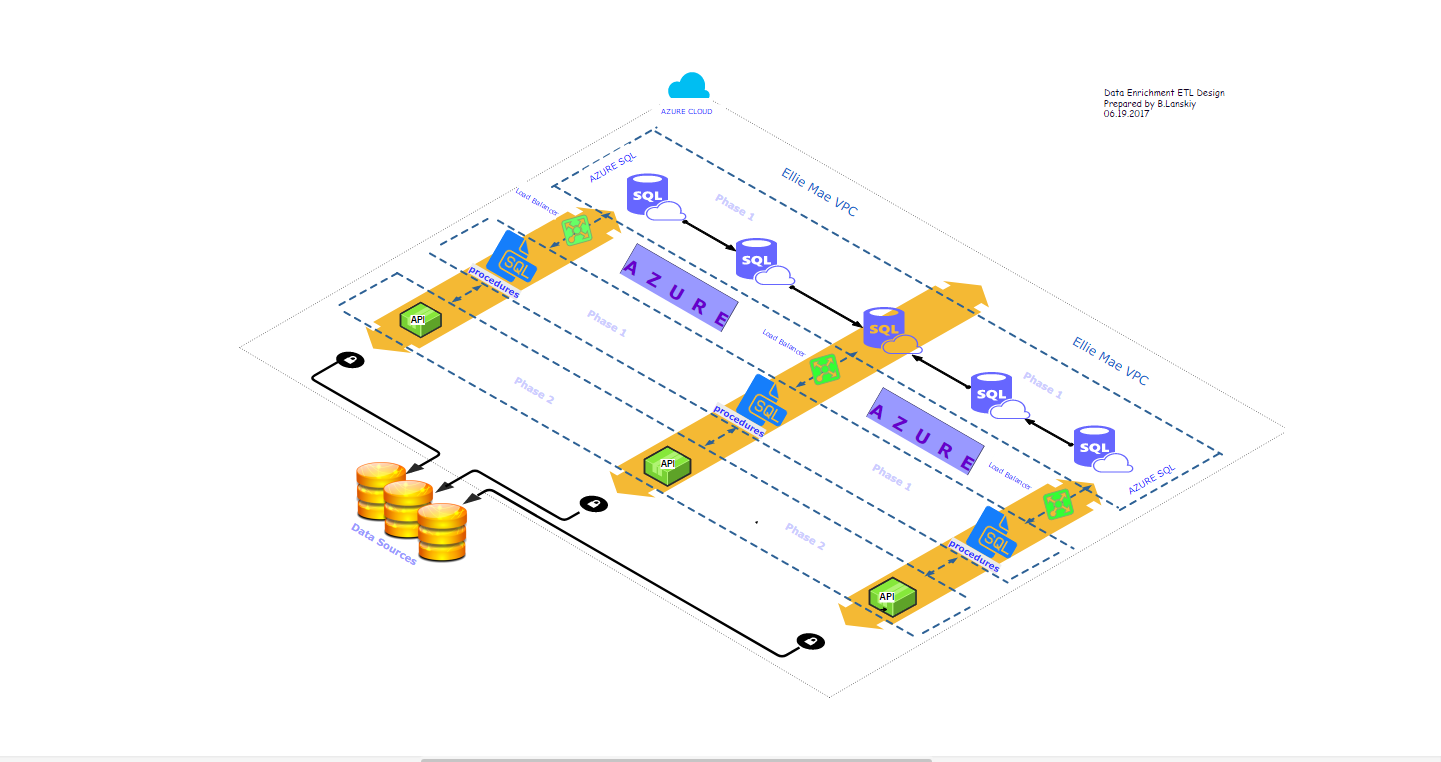 AZURE CLOUD
Data Enrichment ETL Design
Prepared by B.Lanskiy
06.19.2017
AZURE SQL
Ellie Mae VPC
SQL
Phase 1
Load Balancer
SQL
SQL
procedures
AZURE
API
Phase 1
SQL
Load Balancer
Ellie Mae VPC
Phase 1
SQL
Phase 2
SQL
procedures
AZURE
SQL
API
Load Balancer
AZURE SQL
Phase 1
Data Sources
Phase 2
SQL
procedures
API